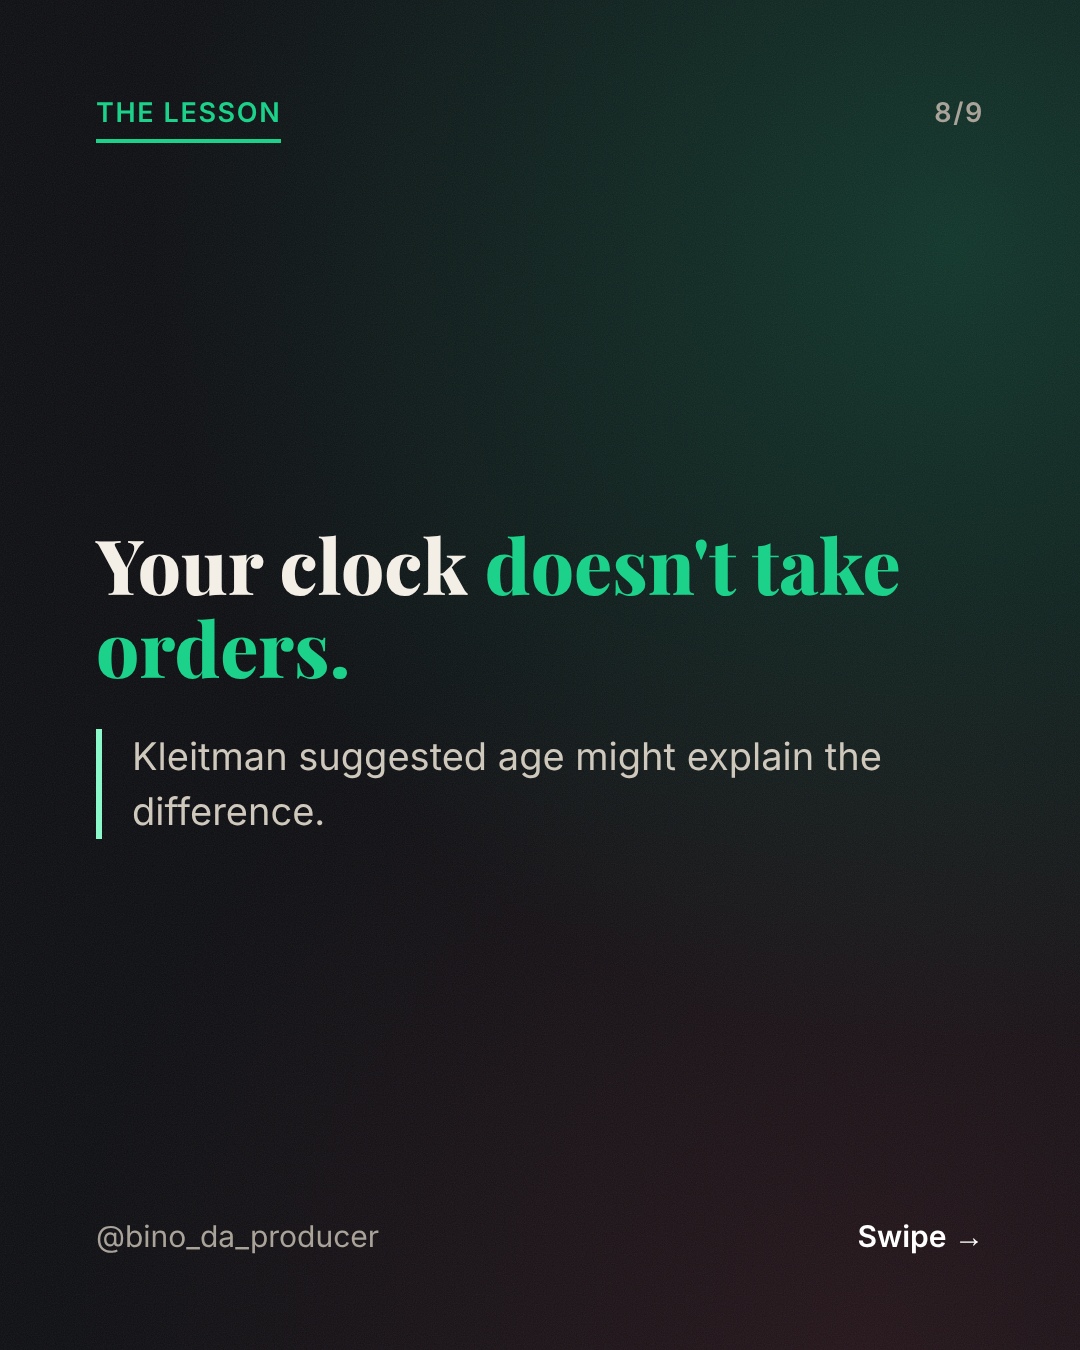 THE LESSON
8/9
Your clock doesn't take
orders.
Kleitman suggested age might explain the
difference.
@bino_da_producer
Swipe →